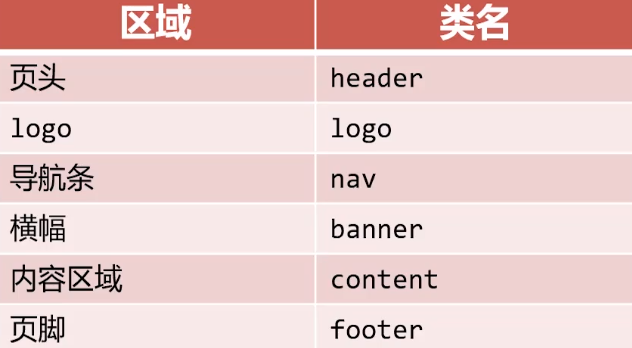 区域 类名
页头 header
logo logo
导航条 nav
横幅 banner
内容区域 content
页脚 footer